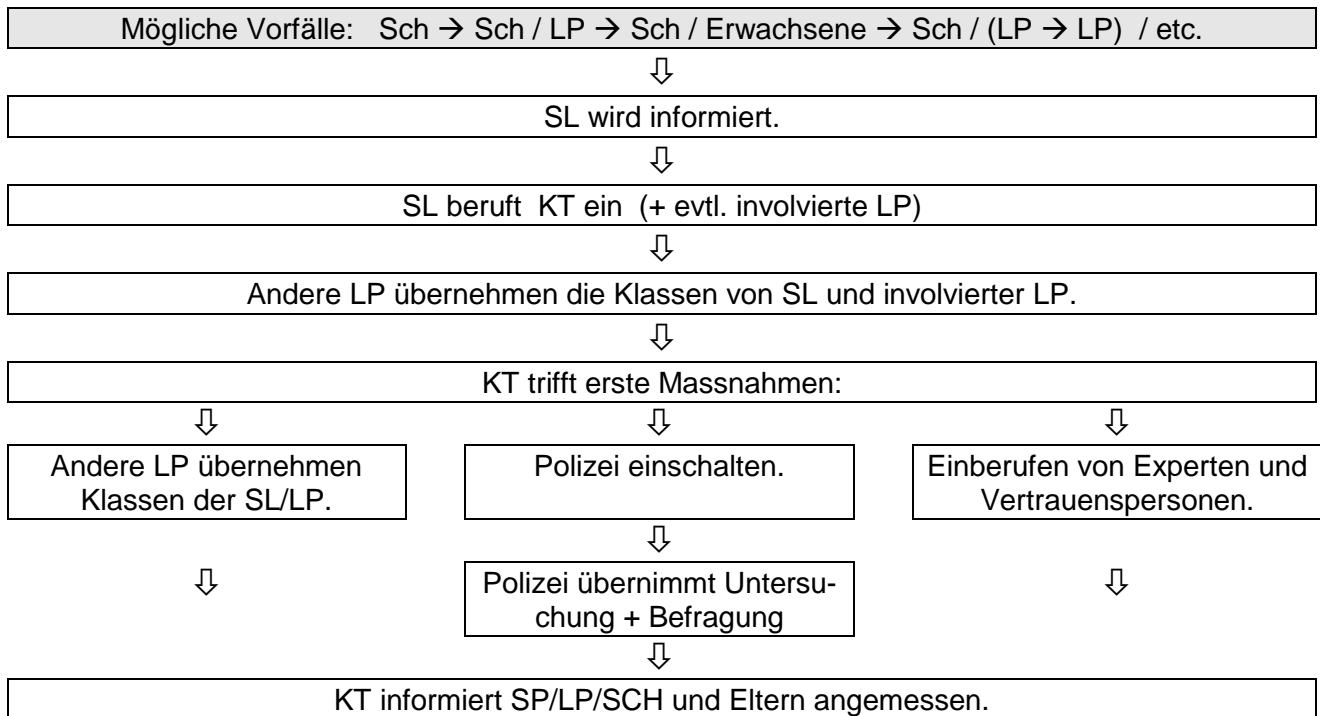 Mögliche Vorfälle: Sch → Sch / LP → Sch / Erwachsene → Sch / (LP → LP) / etc.
SL wird informiert.
SL beruft KT ein (+ evtl. involvierte LP)
Andere LP übernehmen die Klassen von SL und involvierter LP.
KT trifft erste Massnahmen:
Andere LP übernehmen
Klassen der SL/LP.
Polizei einschalten.
Einberufen von Experten und
Vertrauenspersonen.
Polizei übernimmt Untersu-
chung + Befragung
KT informiert SP/LP/SCH und Eltern angemessen.